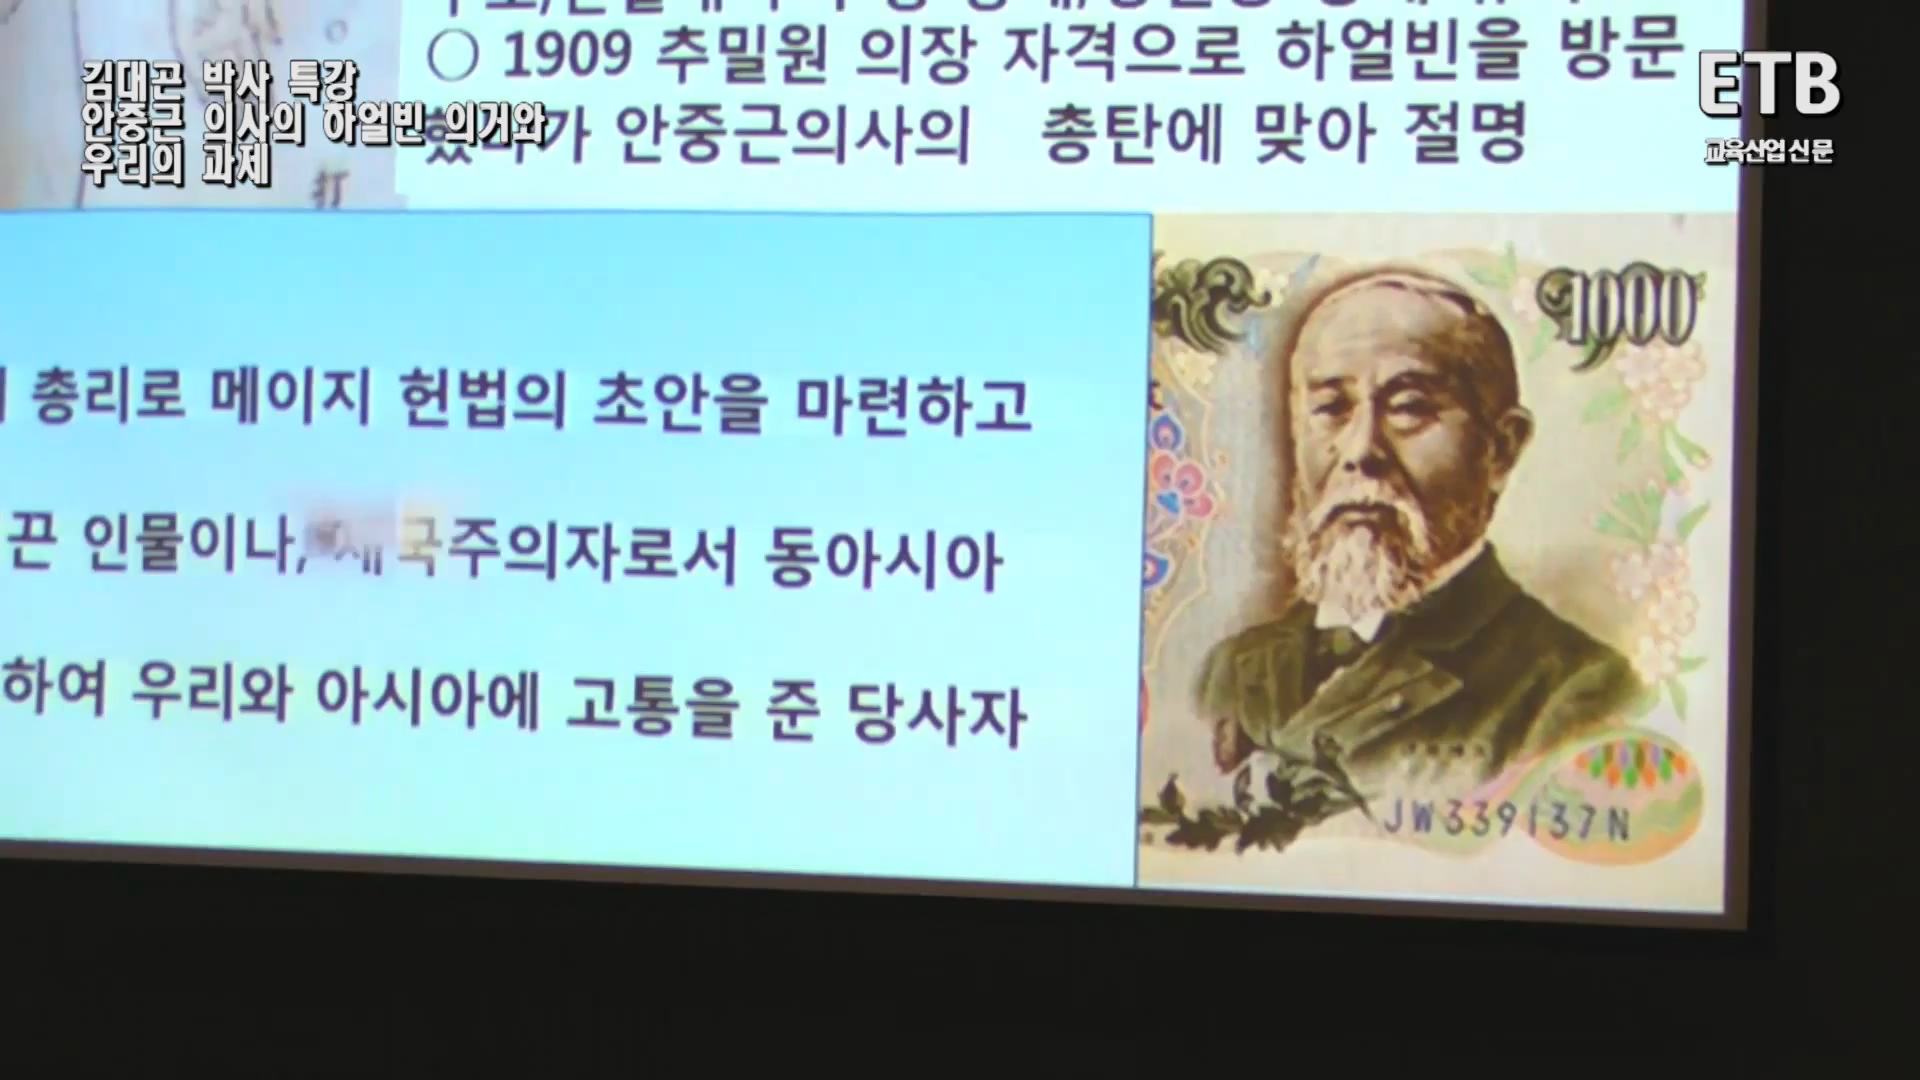 김대곤 박사 특강
안중근 의사의 하얼빈 의거와
우리의 과제
ETB
교육산업신문
○ 1909 추밀원 의장 자격으로 하얼빈을 방문
가 안중근의사의 총탄에 맞아 절명
打
총리로 메이지 헌법의 초안을 마련하고
끈 인물이나, 국주의자로서 동아시아
하여 우리와 아시아에 고통을 준 당사자
1000
JW339137N